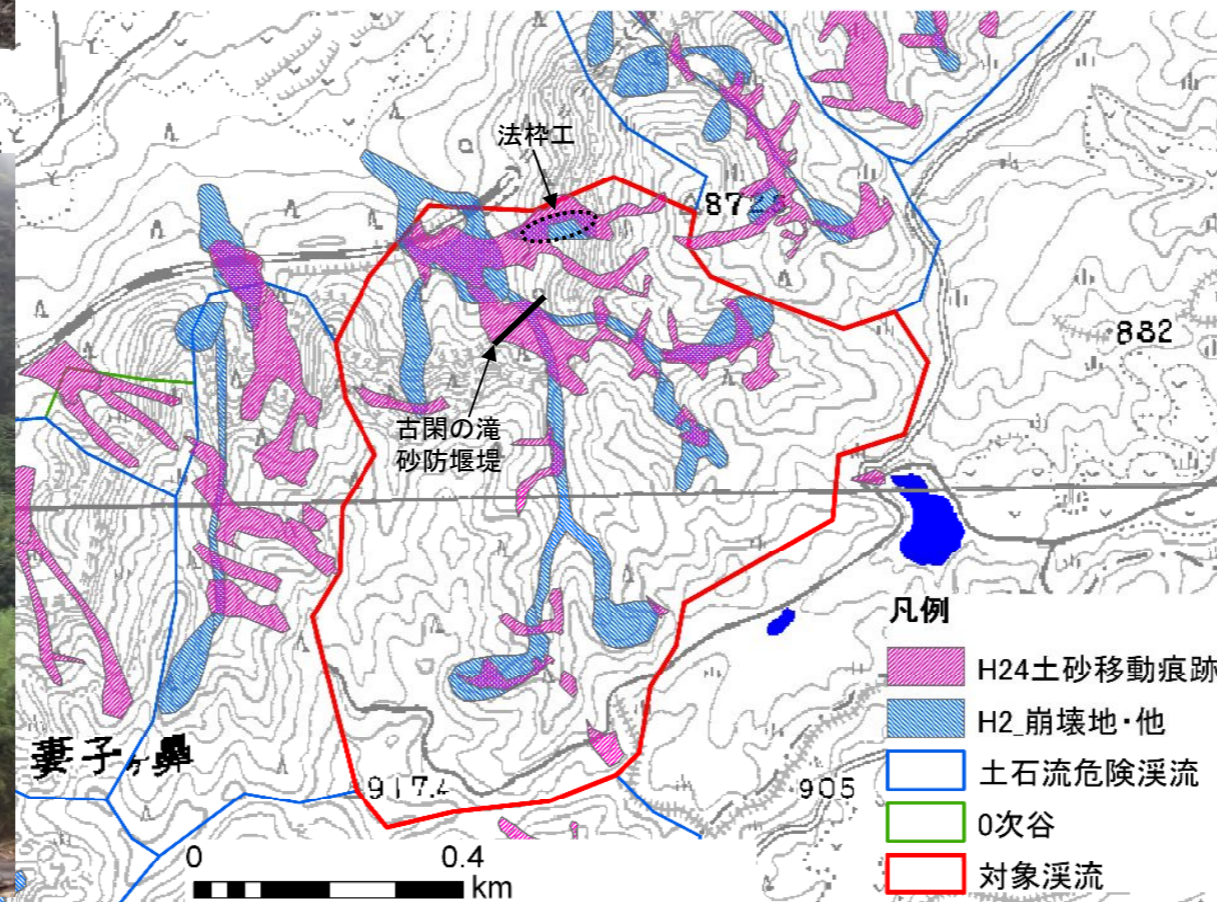 法枠工
872
882
古閑の滝
砂防堰堤
凡例
H24土砂移動痕跡
H2_崩壊地・他
土石流危険渓流
0次谷
対象渓流
妻子ヶ鼻
917.4
905
0
0.4
km